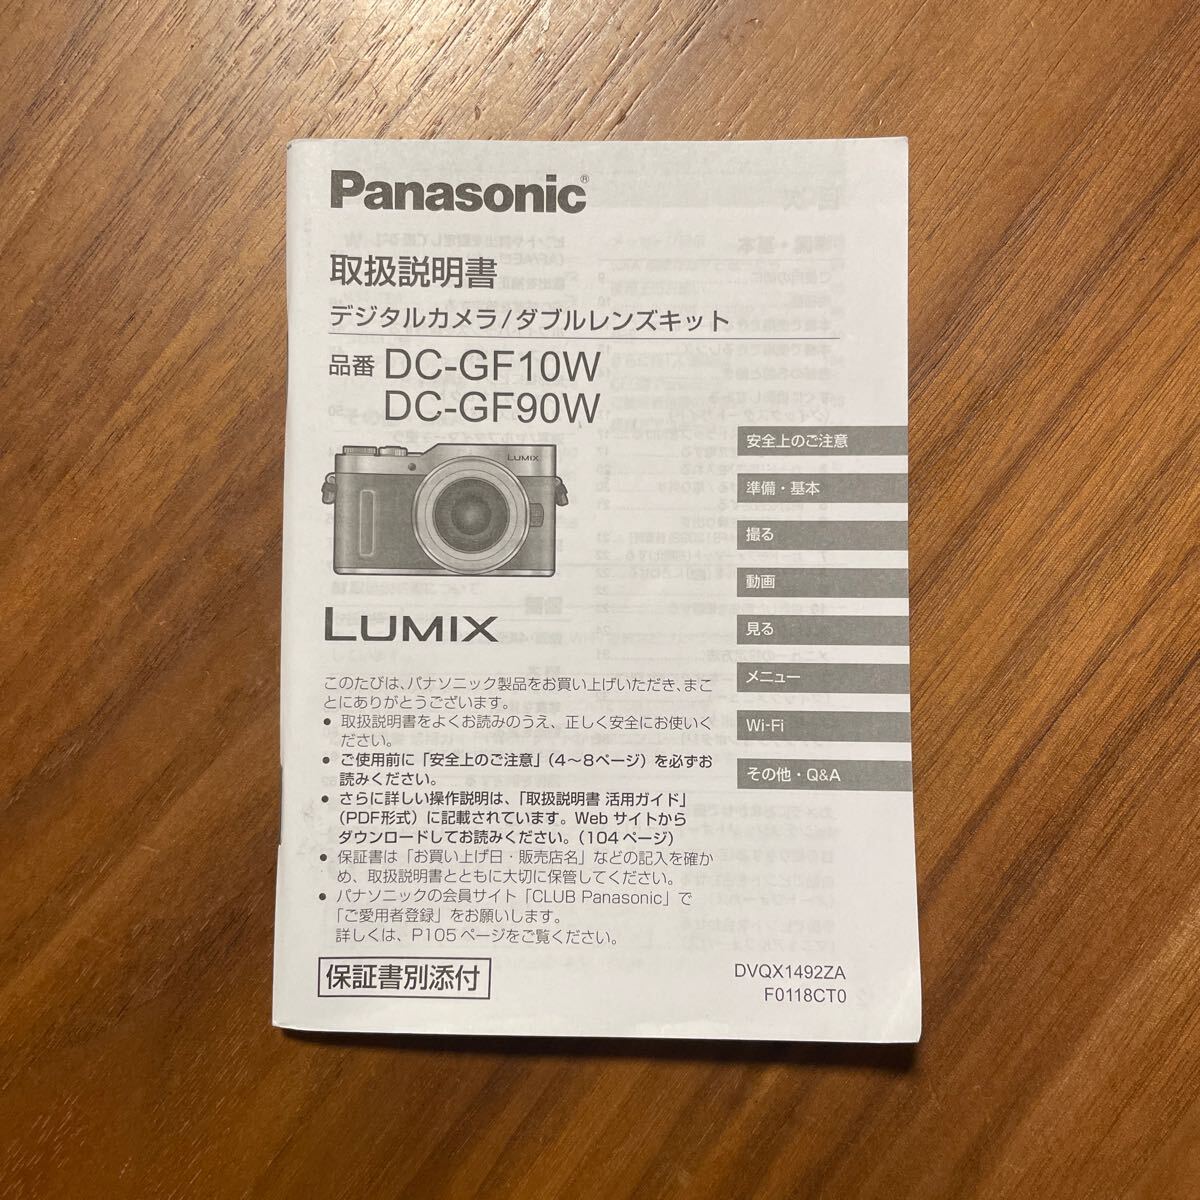 Panasonic®
取扱説明書
デジタルカメラ/ダブルレンズキット
品番 DC-GF10W
DC-GF90W
LUMIX
安全上のご注意
準備・基本
撮る
動画
見る
メニュー
Wi-Fi
その他・Q&A
LUMIX
このたびは、パナソニック製品をお買い上げいただき、まこ
とにありがとうございます。
● 取扱説明書をよくお読みのうえ、正しく安全にお使いく
ださい。
● ご使用前に「安全上のご注意」(4～8ページ)を必ずお
読みください。
● さらに詳しい操作説明は、「取扱説明書 活用ガイド」
(PDF形式)に記載されています。Web サイトから
ダウンロードしてお読みください。(104 ページ)
● 保証書は「お買い上げ日・販売店名」などの記入を確か
め、取扱説明書とともに大切に保管してください。
● パナソニックの会員サイト「CLUB Panasonic」で
「ご愛用者登録」をお願いします。
詳しくは、P105 ページをご覧ください。
保証書別添付
DVQX1492ZA
F0118CT0